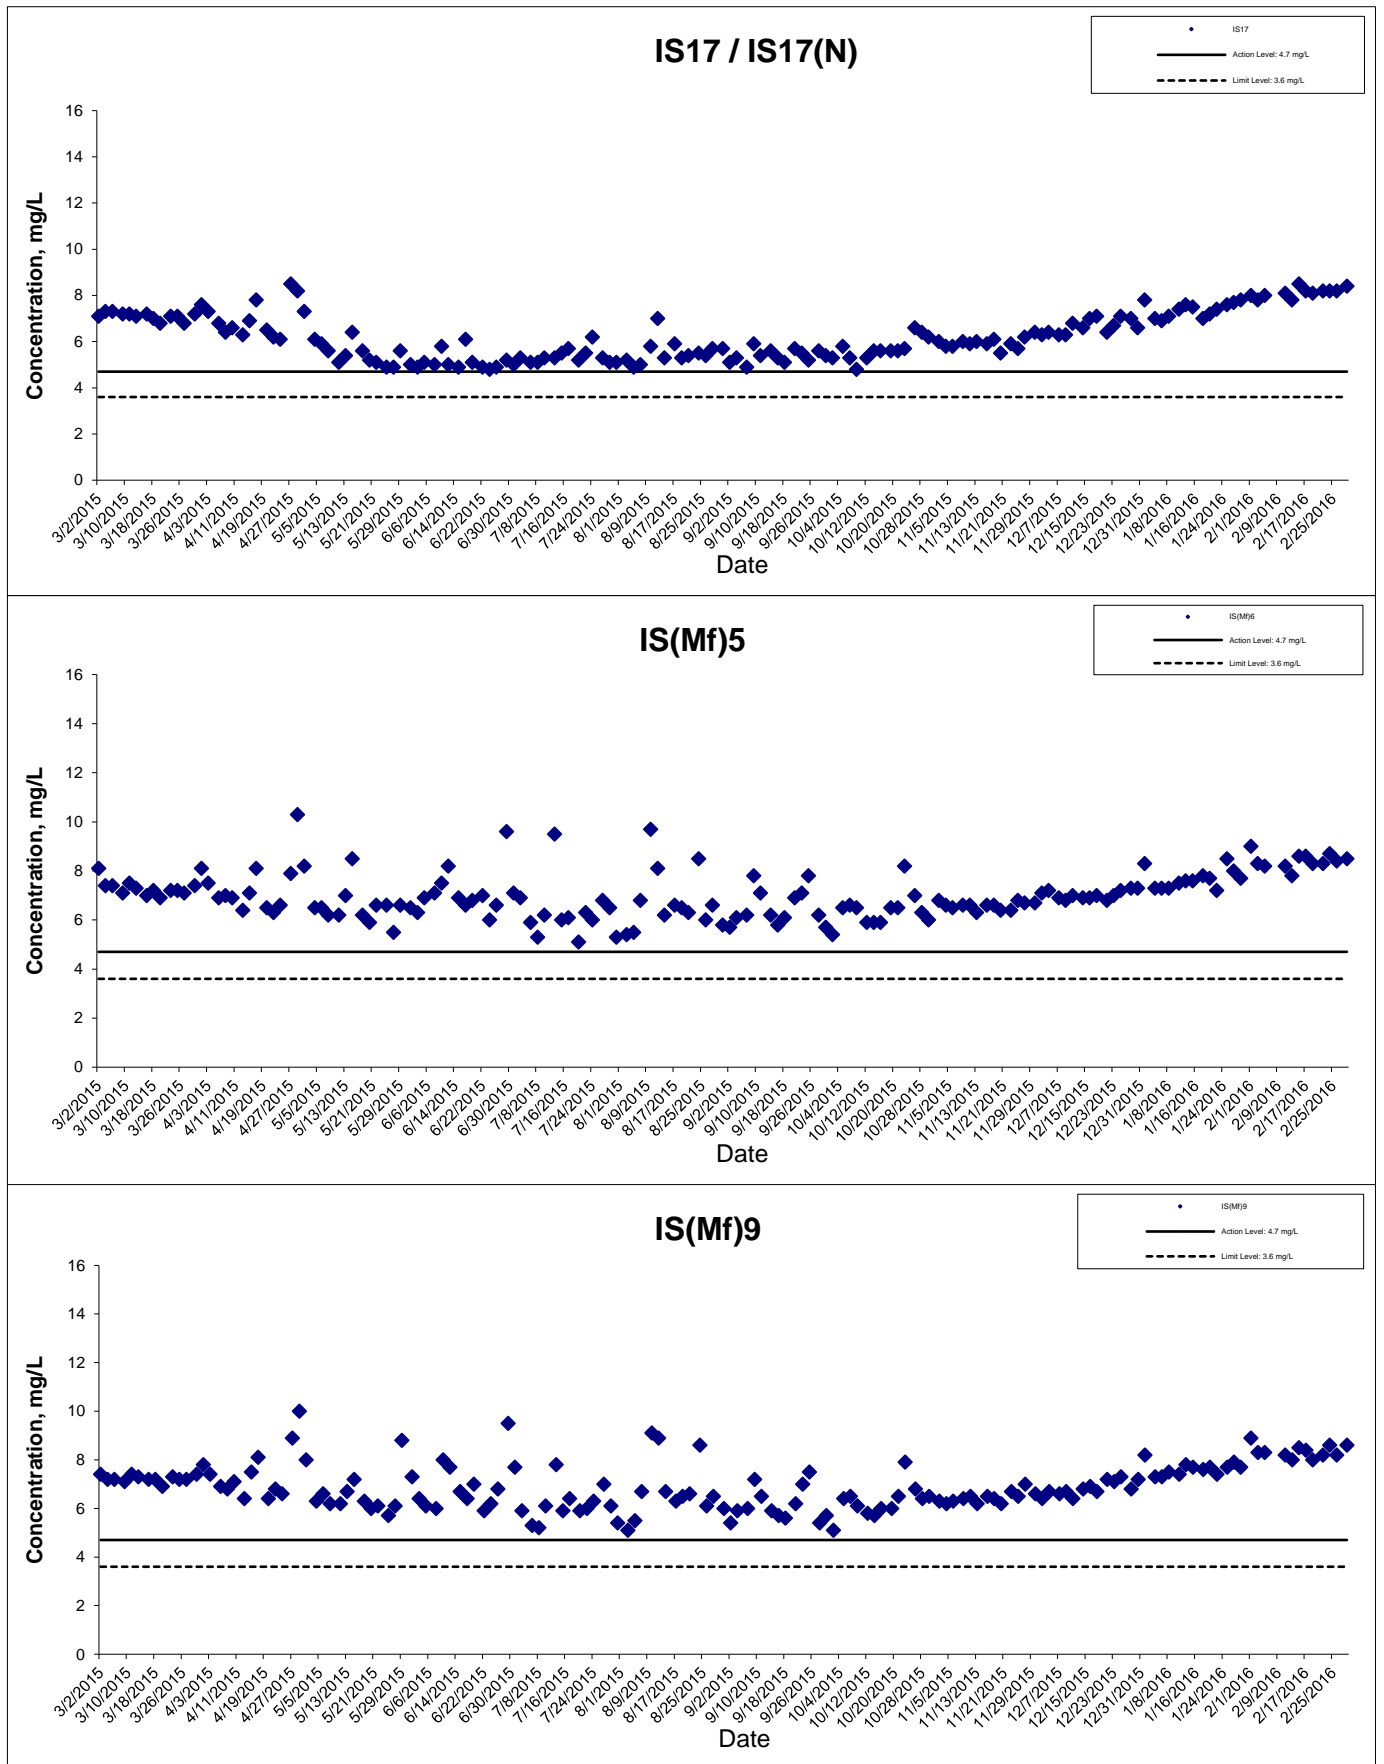 IS17 / IS17(N)
IS17
Action Level: 4.7 mg/L
Limit Level: 3.6 mg/L
Concentration, mg/L
16
14
12
10
8
6
4
2
0
3/2/2015 3/10/2015 3/18/2015 3/26/2015 4/3/2015 4/11/2015 4/19/2015 4/27/2015 5/5/2015 5/13/2015 5/21/2015 5/29/2015 6/6/2015 6/14/2015 6/22/2015 6/30/2015 7/8/2015 7/16/2015 7/24/2015 8/1/2015 8/9/2015 8/17/2015 8/25/2015 9/2/2015 9/10/2015 9/18/2015 9/26/2015 10/4/2015 10/12/2015 10/20/2015 10/28/2015 11/5/2015 11/13/2015 11/21/2015 11/29/2015 12/7/2015 12/15/2015 12/23/2015 12/31/2015 1/8/2016 1/16/2016 1/24/2016 2/1/2016 2/9/2016 2/17/2016 2/25/2016
Date
IS(Mf)5
IS(Mf)6
Action Level: 4.7 mg/L
Limit Level: 3.6 mg/L
Concentration, mg/L
16
14
12
10
8
6
4
2
0
3/2/2015 3/10/2015 3/18/2015 3/26/2015 4/3/2015 4/11/2015 4/19/2015 4/27/2015 5/5/2015 5/13/2015 5/21/2015 5/29/2015 6/6/2015 6/14/2015 6/22/2015 6/30/2015 7/8/2015 7/16/2015 7/24/2015 8/1/2015 8/9/2015 8/17/2015 8/25/2015 9/2/2015 9/10/2015 9/18/2015 9/26/2015 10/4/2015 10/12/2015 10/20/2015 10/28/2015 11/5/2015 11/13/2015 11/21/2015 11/29/2015 12/7/2015 12/15/2015 12/23/2015 12/31/2015 1/8/2016 1/16/2016 1/24/2016 2/1/2016 2/9/2016 2/17/2016 2/25/2016
Date
IS(Mf)9
IS(Mf)9
Action Level: 4.7 mg/L
Limit Level: 3.6 mg/L
Concentration, mg/L
16
14
12
10
8
6
4
2
0
3/2/2015 3/10/2015 3/18/2015 3/26/2015 4/3/2015 4/11/2015 4/19/2015 4/27/2015 5/5/2015 5/13/2015 5/21/2015 5/29/2015 6/6/2015 6/14/2015 6/22/2015 6/30/2015 7/8/2015 7/16/2015 7/24/2015 8/1/2015 8/9/2015 8/17/2015 8/25/2015 9/2/2015 9/10/2015 9/18/2015 9/26/2015 10/4/2015 10/12/2015 10/20/2015 10/28/2015 11/5/2015 11/13/2015 11/21/2015 11/29/2015 12/7/2015 12/15/2015 12/23/2015 12/31/2015 1/8/2016 1/16/2016 1/24/2016 2/1/2016 2/9/2016 2/17/2016 2/25/2016
Date